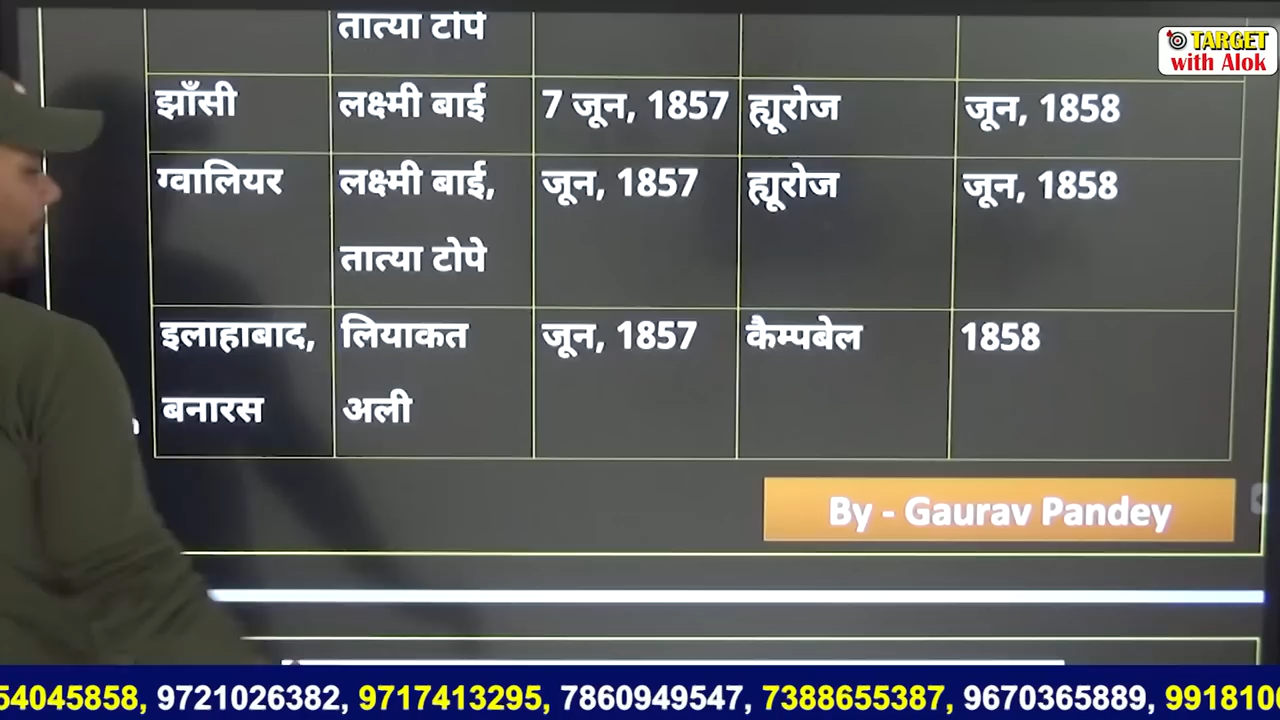 तात्या टोपे
TARGET
with Alok
झाँसी लक्ष्मी बाई 7 जून, 1857 ह्यूरोज जून, 1858
ग्वालियर लक्ष्मी बाई, जून, 1857 ह्यूरोज जून, 1858
तात्या टोपे
इलाहाबाद, लियाकत जून, 1857 कैम्पबेल 1858
बनारस अली
By - Gaurav Pandey
54045858, 9721026382, 9717413295, 7860949547, 7388655387, 9670365889, 9918100